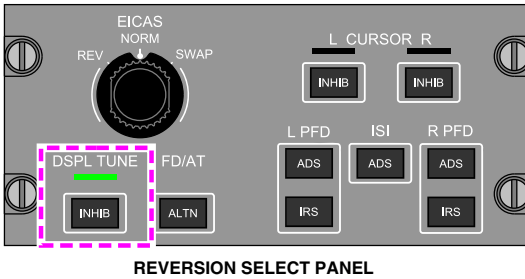 EICAS
NORM
REV
SWAP
L CURSOR R
INHIB
INHIB
L PFD
ISI
R PFD
DSPL TUNE
FD/AT
ADS
ADS
ADS
INHIB
ALTN
IRS
IRS
REVERSION SELECT PANEL